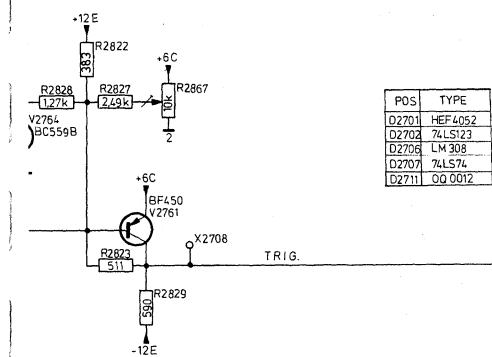 +12E
R2822
383
+6C
R2828
R2827
R2867
1,27k
2,49k
10k
V2764
BC559B
2
POS TYPE
D2701 HEF4052
D2702 74LS123
D2706 LM308
D2707 74LS74
D2711 OQ 0012
+6C
BF450
V2761
X2708
R2823
TRIG.
511
R2829
590
-12E